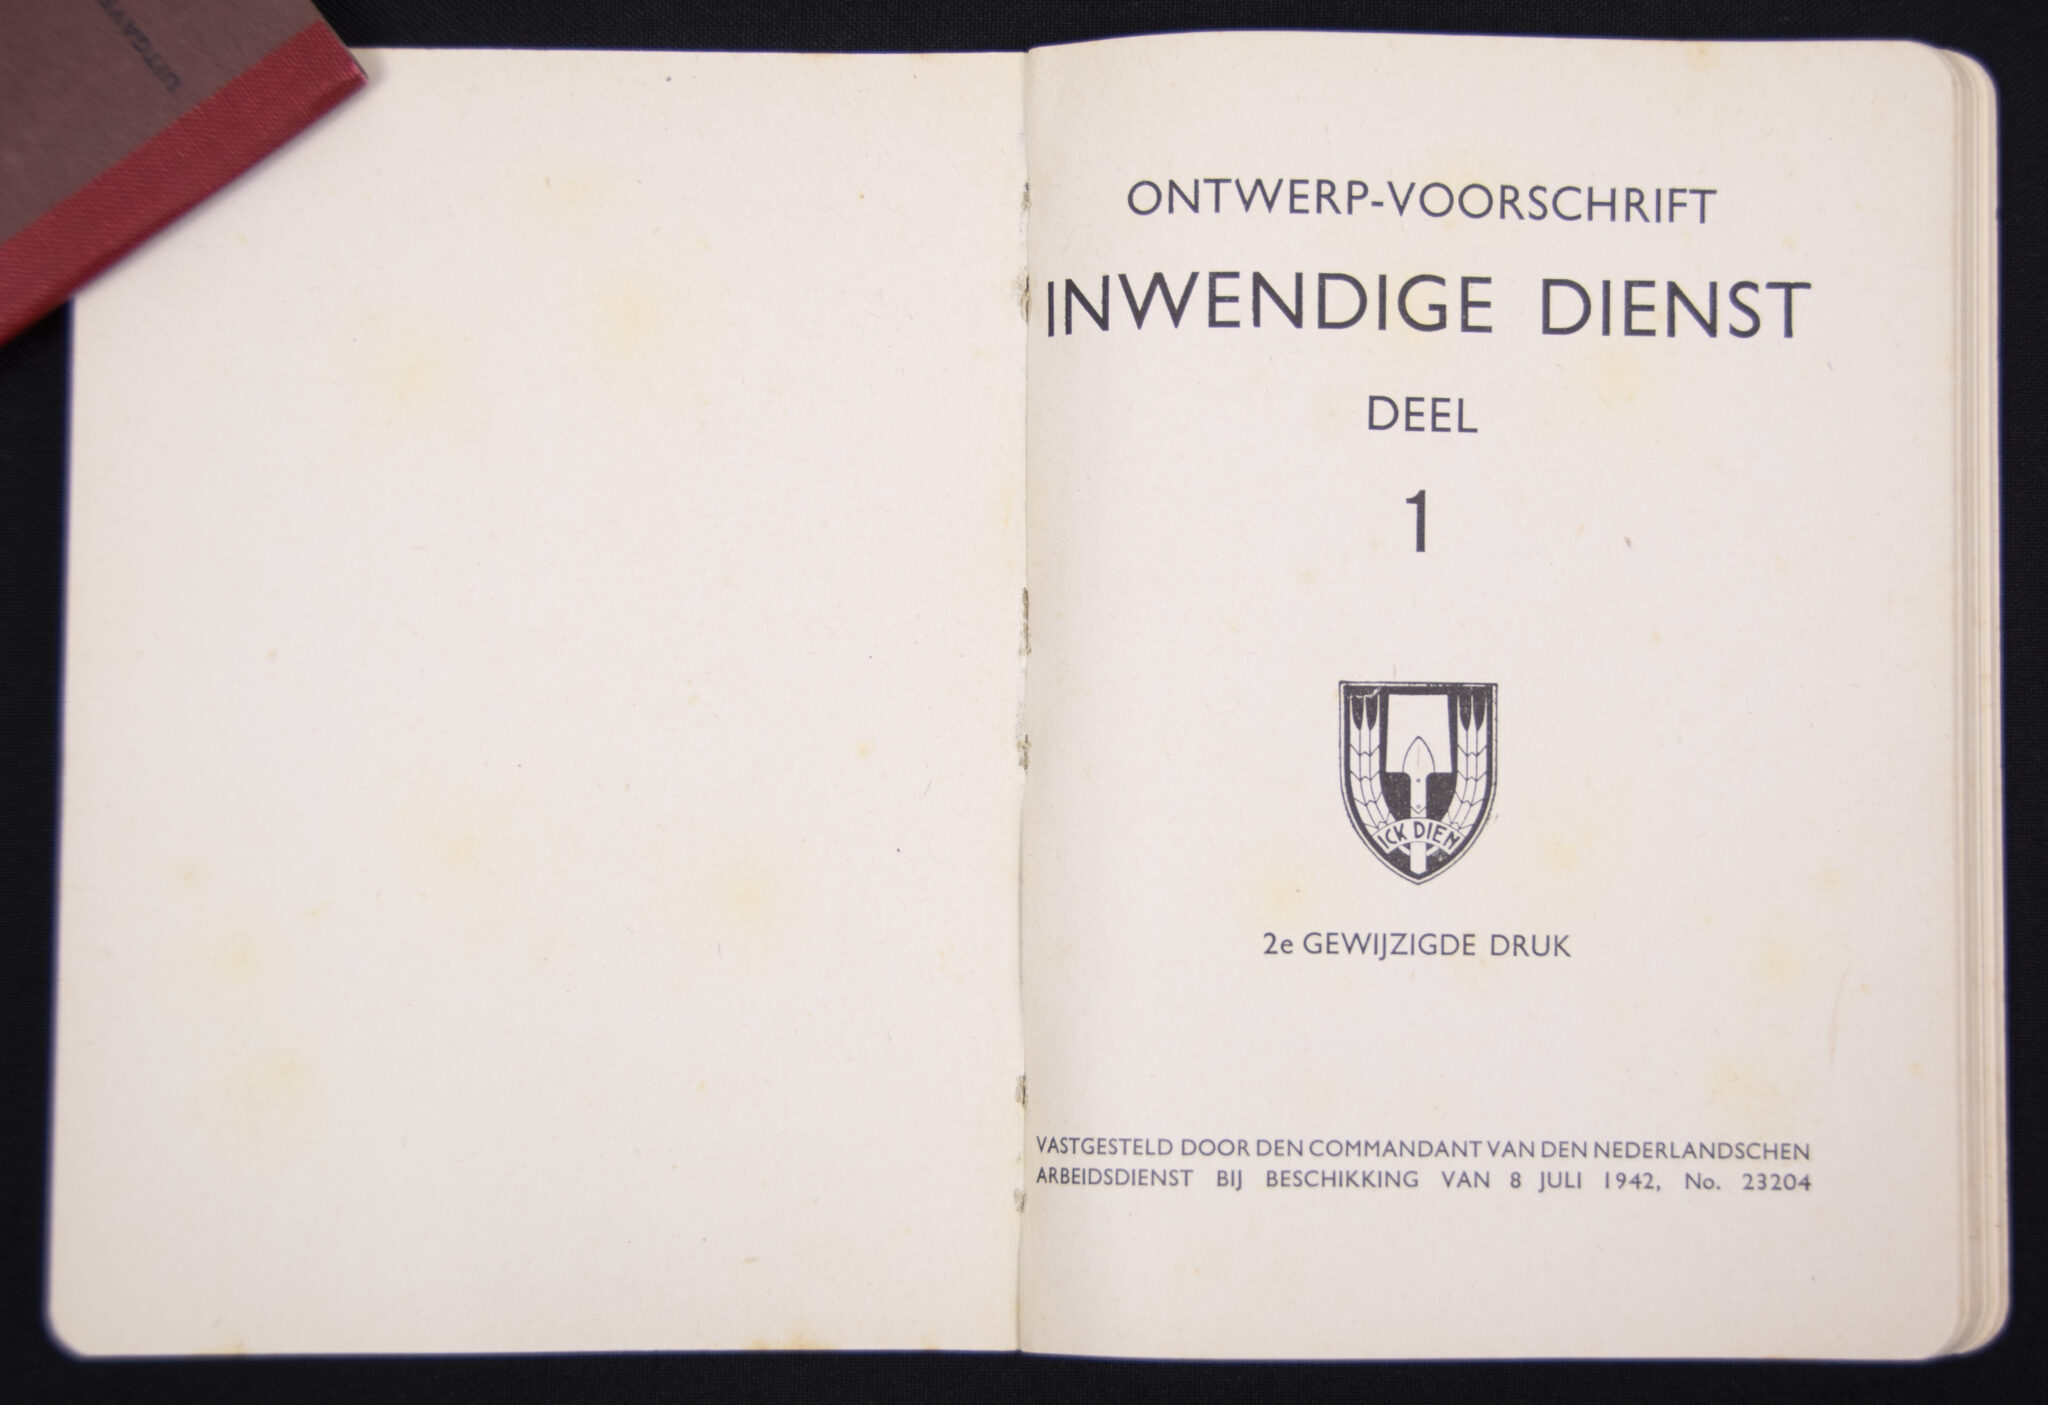 UITGAVE
ONTWERP-VOORSCHRIFT
INWENDIGE DIENST
DEEL
1
ICK DIEN
2e GEWIJZIGDE DRUK
VASTGESTELD DOOR DEN COMMANDANT VAN DEN NEDERLANDSCHEN
ARBEIDSDIENST BIJ BESCHIKKING VAN 8 JULI 1942, No. 23204